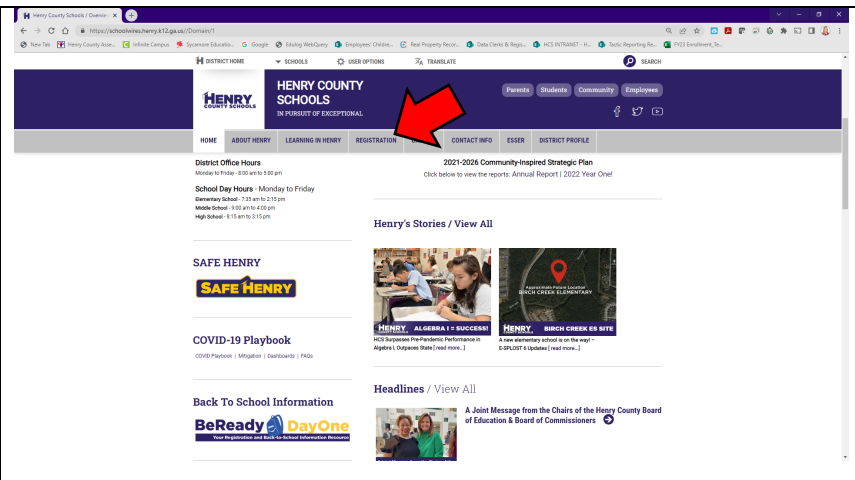 Henry County Schools / Overview
https://schoolwires.henry.k12.ga.us//Domain/1
New Tab Henry County Asse... Infinite Campus Sycamore Educatio... Google Edulog WebQuery Employees' Childre... Real Property Recor... Data Clerks & Regis... HCS INTRANET - H... Tactic Reporting Re... FY23 Enrollment_Te...
DISTRICT HOME SCHOOLS USER OPTIONS TRANSLATE SEARCH
HENRY
COUNTY SCHOOLS
HENRY COUNTY
SCHOOLS
IN PURSUIT OF EXCEPTIONAL
Parents Students Community Employees
HOME ABOUT HENRY LEARNING IN HENRY REGISTRATION CONTACT INFO ESSER DISTRICT PROFILE
District Office Hours
Monday to Friday - 8:00 am to 5:00 pm
School Day Hours - Monday to Friday
Elementary School - 7:35 am to 2:15 pm
Middle School - 9:00 am to 4:00 pm
High School - 8:15 am to 3:15 pm
2021-2026 Community-Inspired Strategic Plan
Click below to view the reports: Annual Report | 2022 Year One!
SAFE HENRY
SAFE HENRY
COVID-19 Playbook
COVID Playbook | Mitigation | Dashboards | FAQs
Back To School Information
BeReady DayOne
Your Registration and Back-to-School Information Resource
Henry's Stories / View All
HENRY ALGEBRA I = SUCCESS!
HCS Surpasses Pre-Pandemic Performance in
Algebra I, Outpaces State [ read more...]
Approximate Future Location
BIRCH CREEK ELEMENTARY
HENRY BIRCH CREEK ES SITE
A new elementary school is on the way! –
E-SPLOST 6 Updates [ read more...]
Headlines / View All
A Joint Message from the Chairs of the Henry County Board
of Education & Board of Commissioners